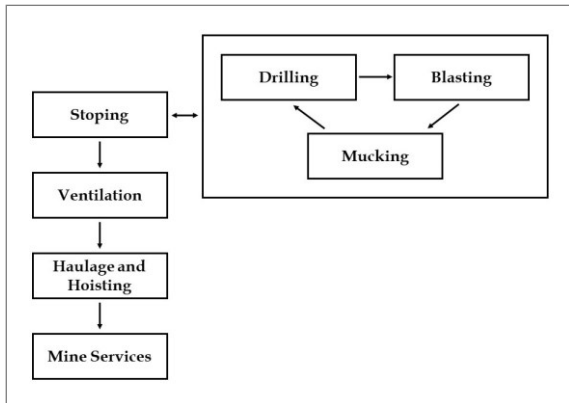 Drilling
Blasting
Stoping
Mucking
Ventilation
Haulage and
Hoisting
Mine Services